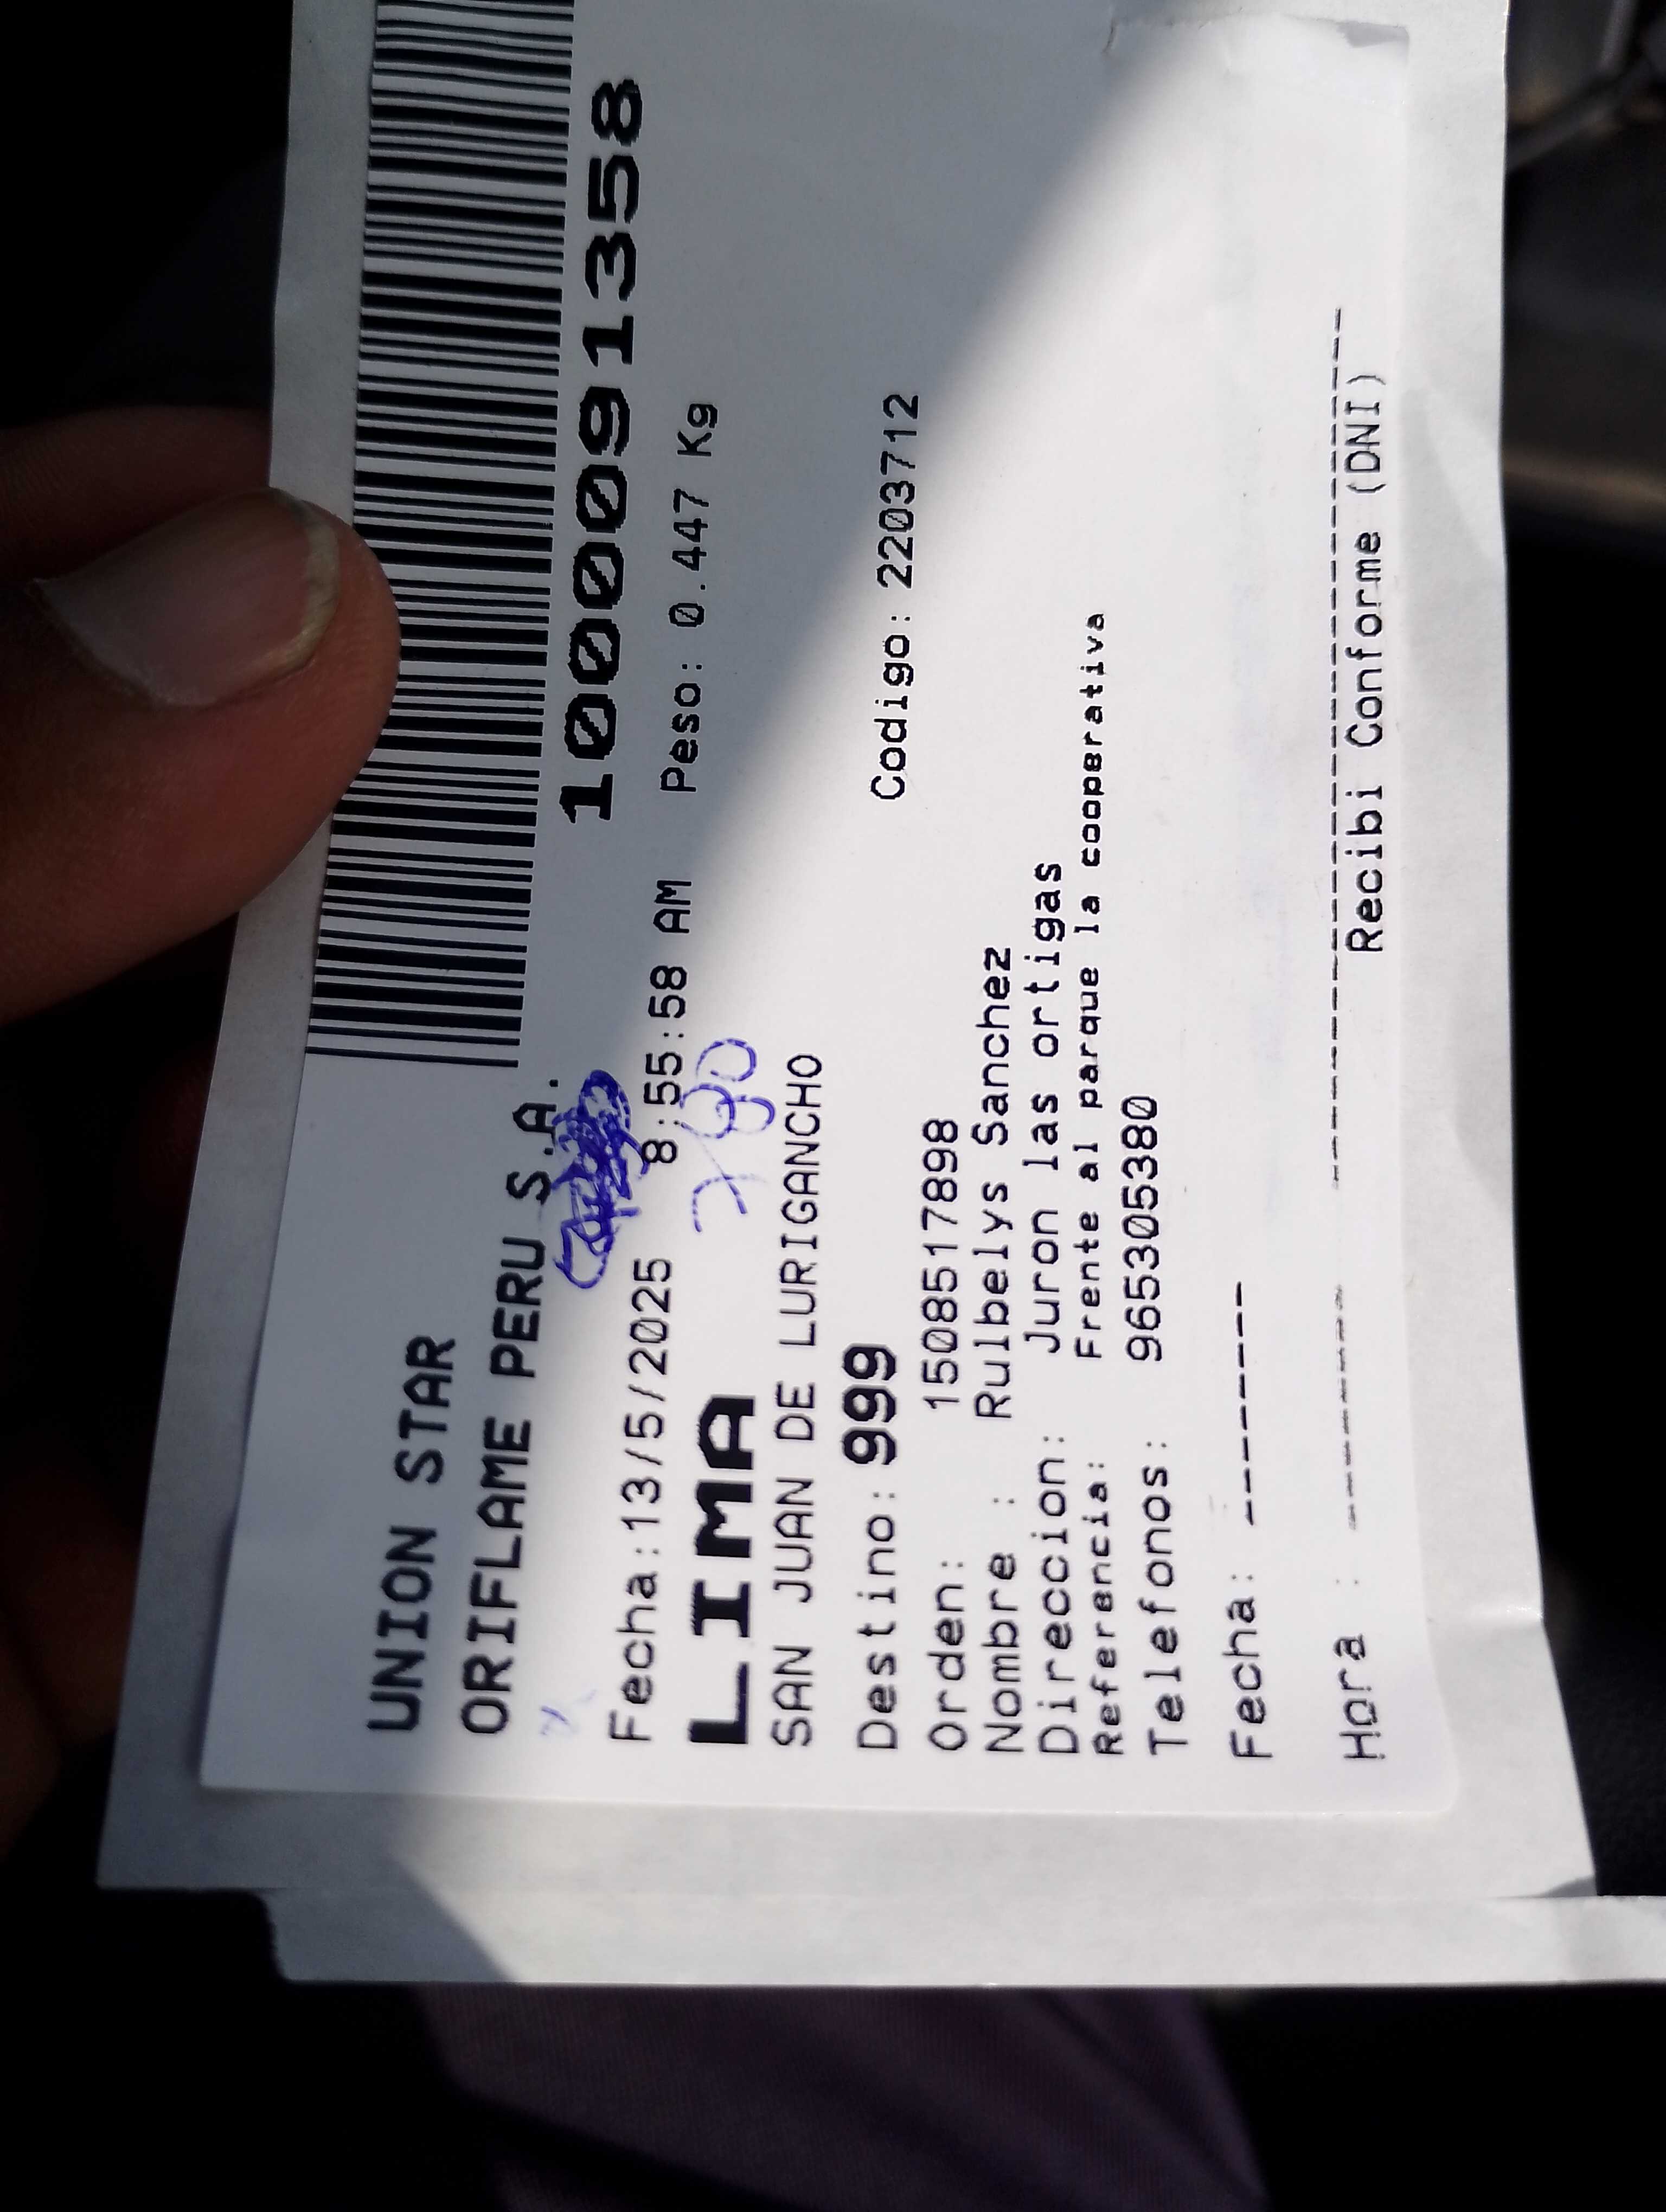 UNION STAR
ORIFLAME PERU S.A.
1000091358
Fecha:13/5/2025 8:55:58 AM Peso: 0.447 Kg
LIMA
SAN JUAN DE LURIGANCHO
Destino: 999 Codigo: 2203712
Orden: 1508517898
Nombre : Rulbelys Sanchez
Direccion: Juron las ortigas
Referencia: Frente al parque la cooperativa
Telefonos: 965305380
Fecha: -------
Hora : -------
Recibi Conforme (DNI)